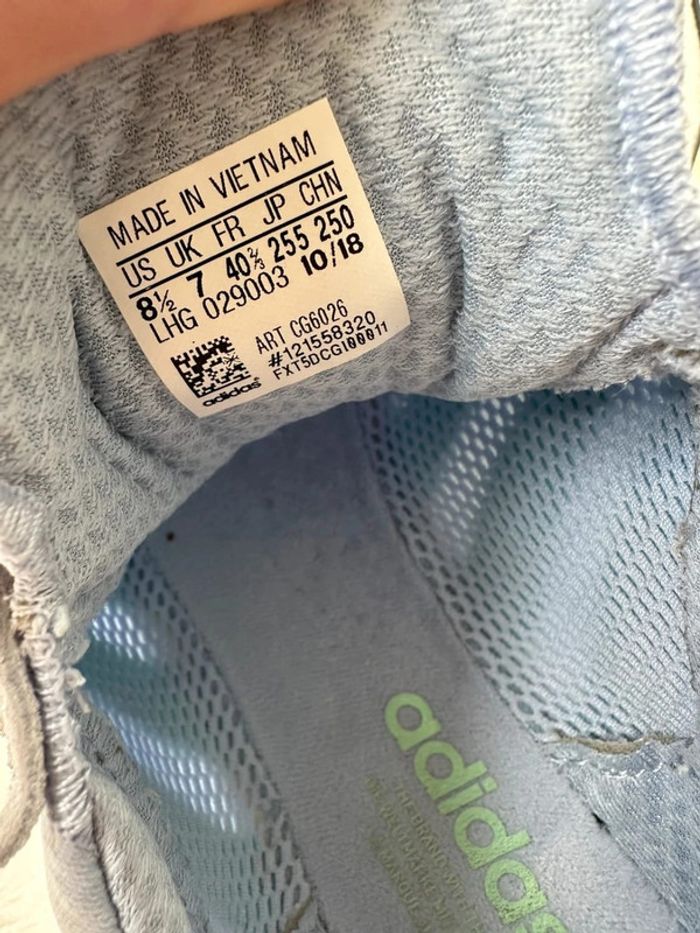 MADE IN VIETNAM
US UK FR JP CHN
8½ 7 40⅔ 255 250
LHG 029003 10/18
ART CG6026
#121558320
FXT5DCGI00011
adidas
adidas